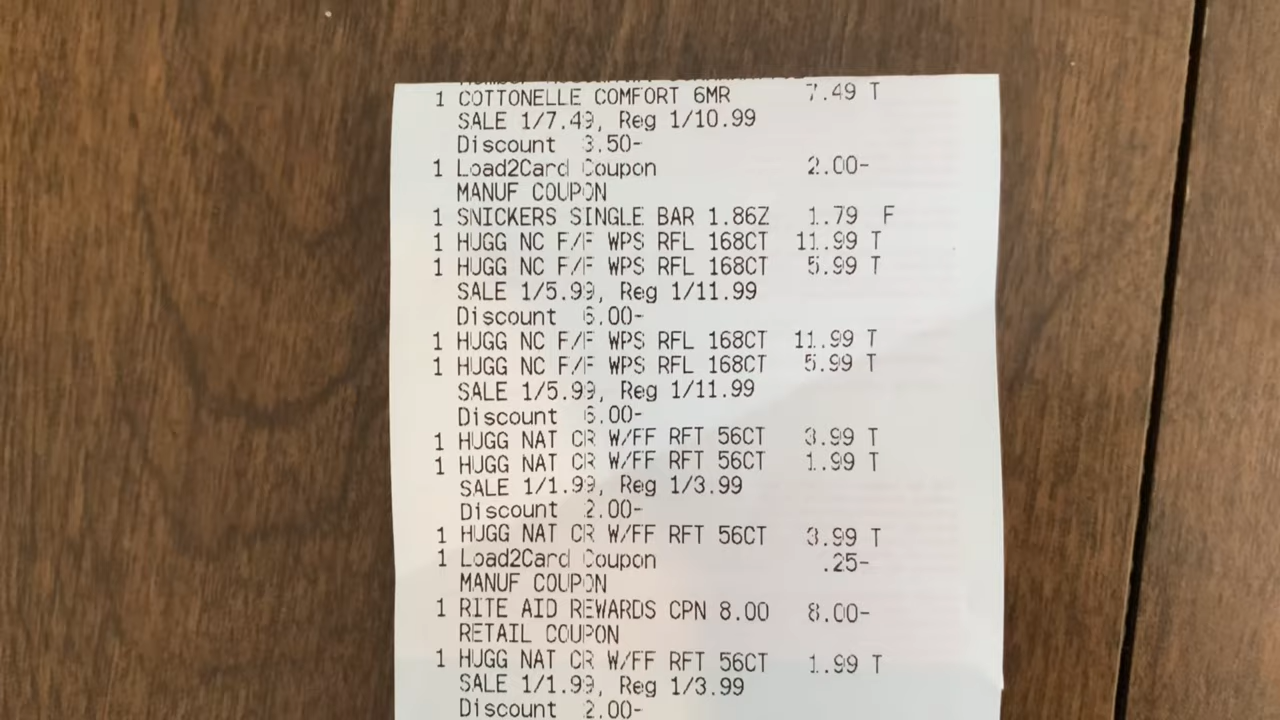 1 COTTONELLE COMFORT 6MR 7.49 T
SALE 1/7.49, Reg 1/10.99
Discount 3.50-
1 Load2Card Coupon 2.00-
MANUF COUPON
1 SNICKERS SINGLE BAR 1.86Z 1.79 F
1 HUGG NC F/F WPS RFL 168CT 11.99 T
1 HUGG NC F/F WPS RFL 168CT 5.99 T
SALE 1/5.99, Reg 1/11.99
Discount 6.00-
1 HUGG NC F/F WPS RFL 168CT 11.99 T
1 HUGG NC F/F WPS RFL 168CT 5.99 T
SALE 1/5.99, Reg 1/11.99
Discount 6.00-
1 HUGG NAT CR W/FF RFT 56CT 3.99 T
1 HUGG NAT CR W/FF RFT 56CT 1.99 T
SALE 1/1.99, Reg 1/3.99
Discount 2.00-
1 HUGG NAT CR W/FF RFT 56CT 3.99 T
1 Load2Card Coupon .25-
MANUF COUPON
1 RITE AID REWARDS CPN 8.00 8.00-
RETAIL COUPON
1 HUGG NAT CR W/FF RFT 56CT 1.99 T
SALE 1/1.99, Reg 1/3.99
Discount 2.00-